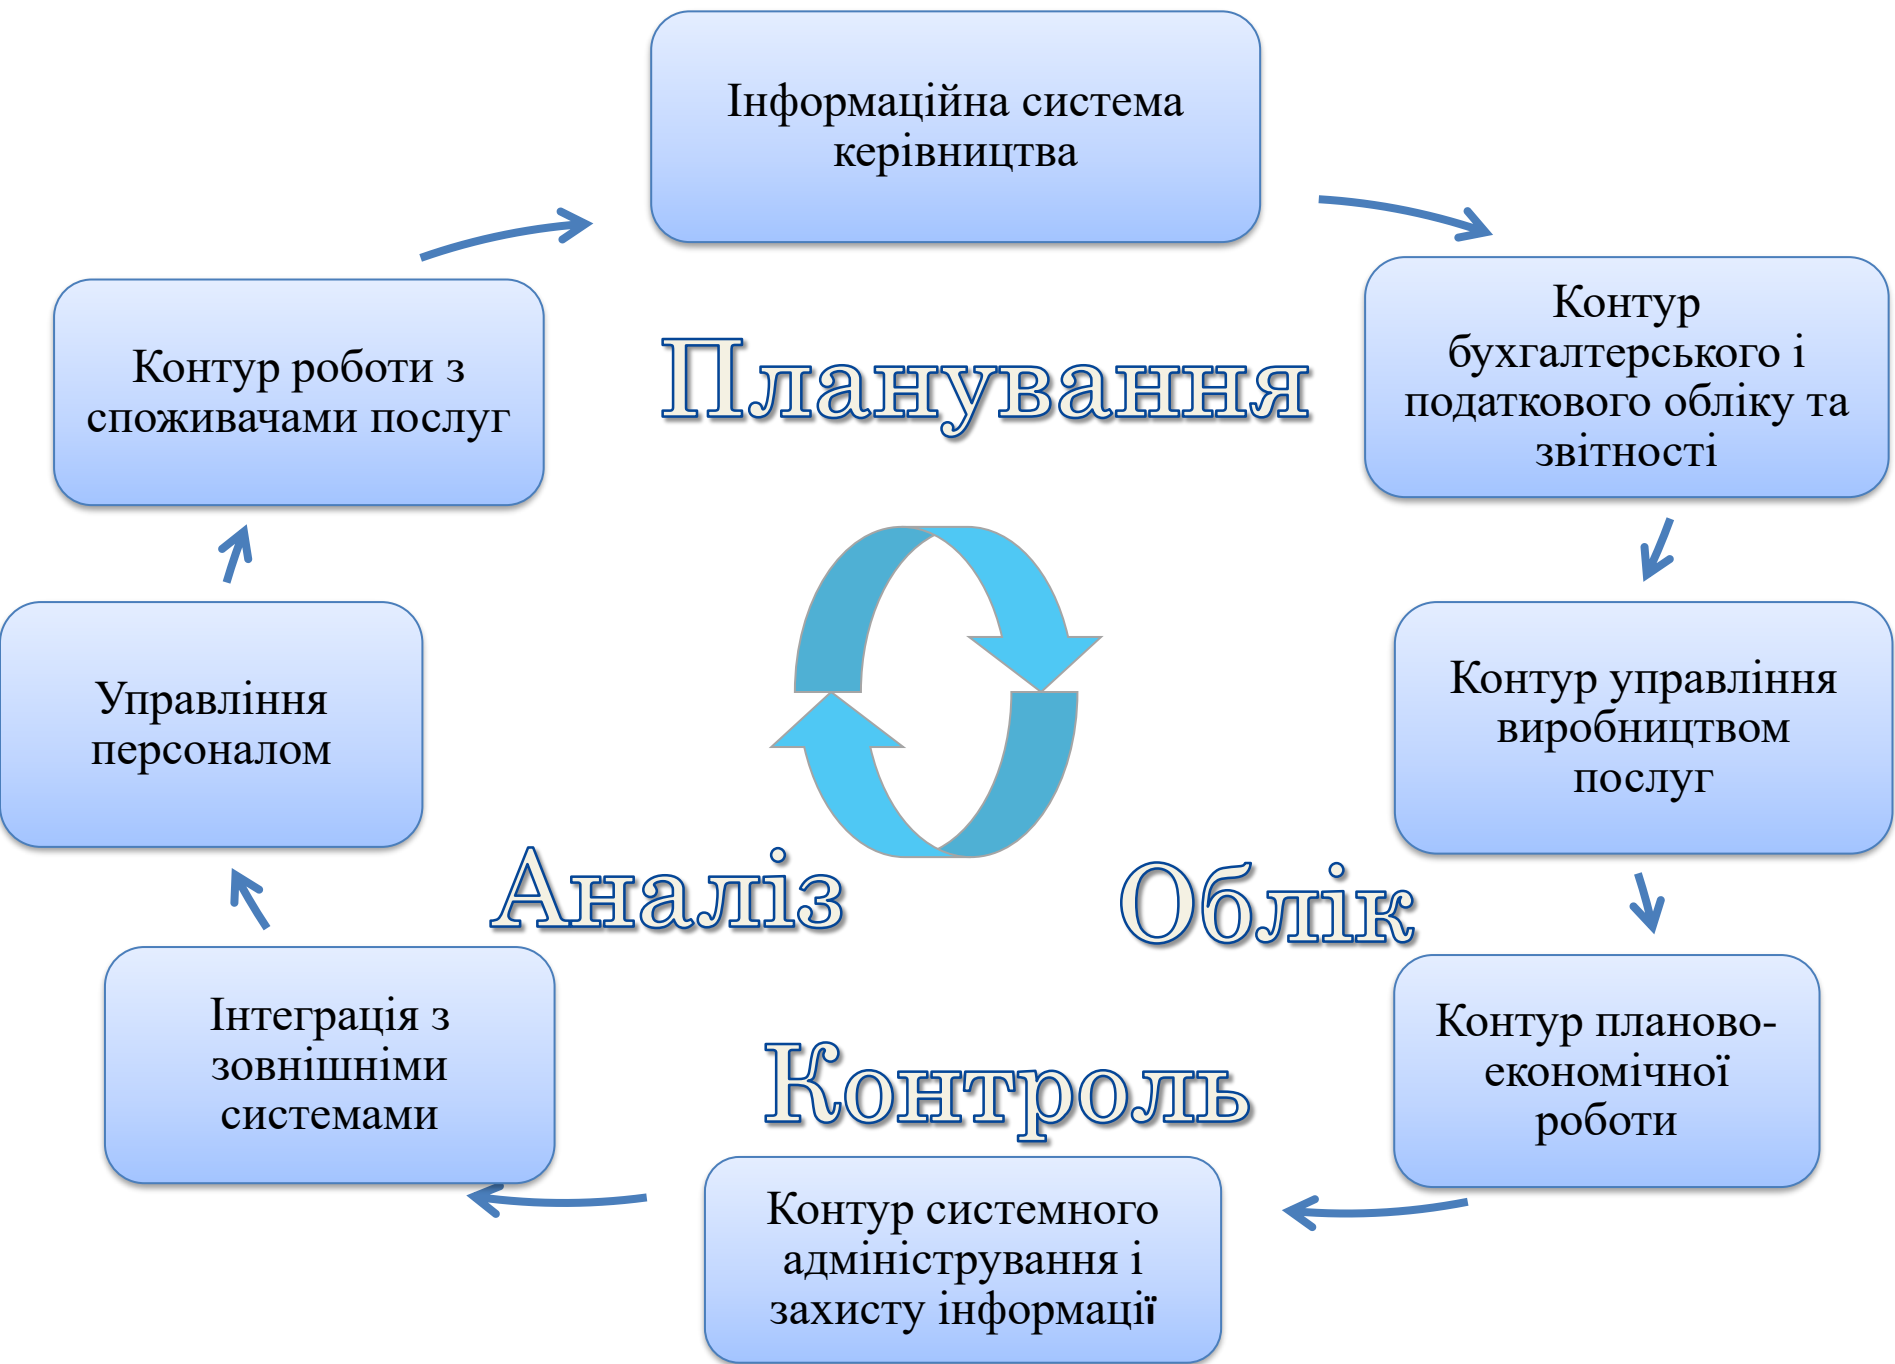 Інформаційна система
керівництва
Контур
бухгалтерського і
податкового обліку та
звітності
Контур роботи з
споживачами послуг
Планування
Управління
персоналом
Контур управління
виробництвом
послуг
Аналіз
Облік
Інтеграція з
зовнішніми
системами
Контур планово-
економічної
роботи
Контроль
Контур системного
адміністрування і
захисту інформації